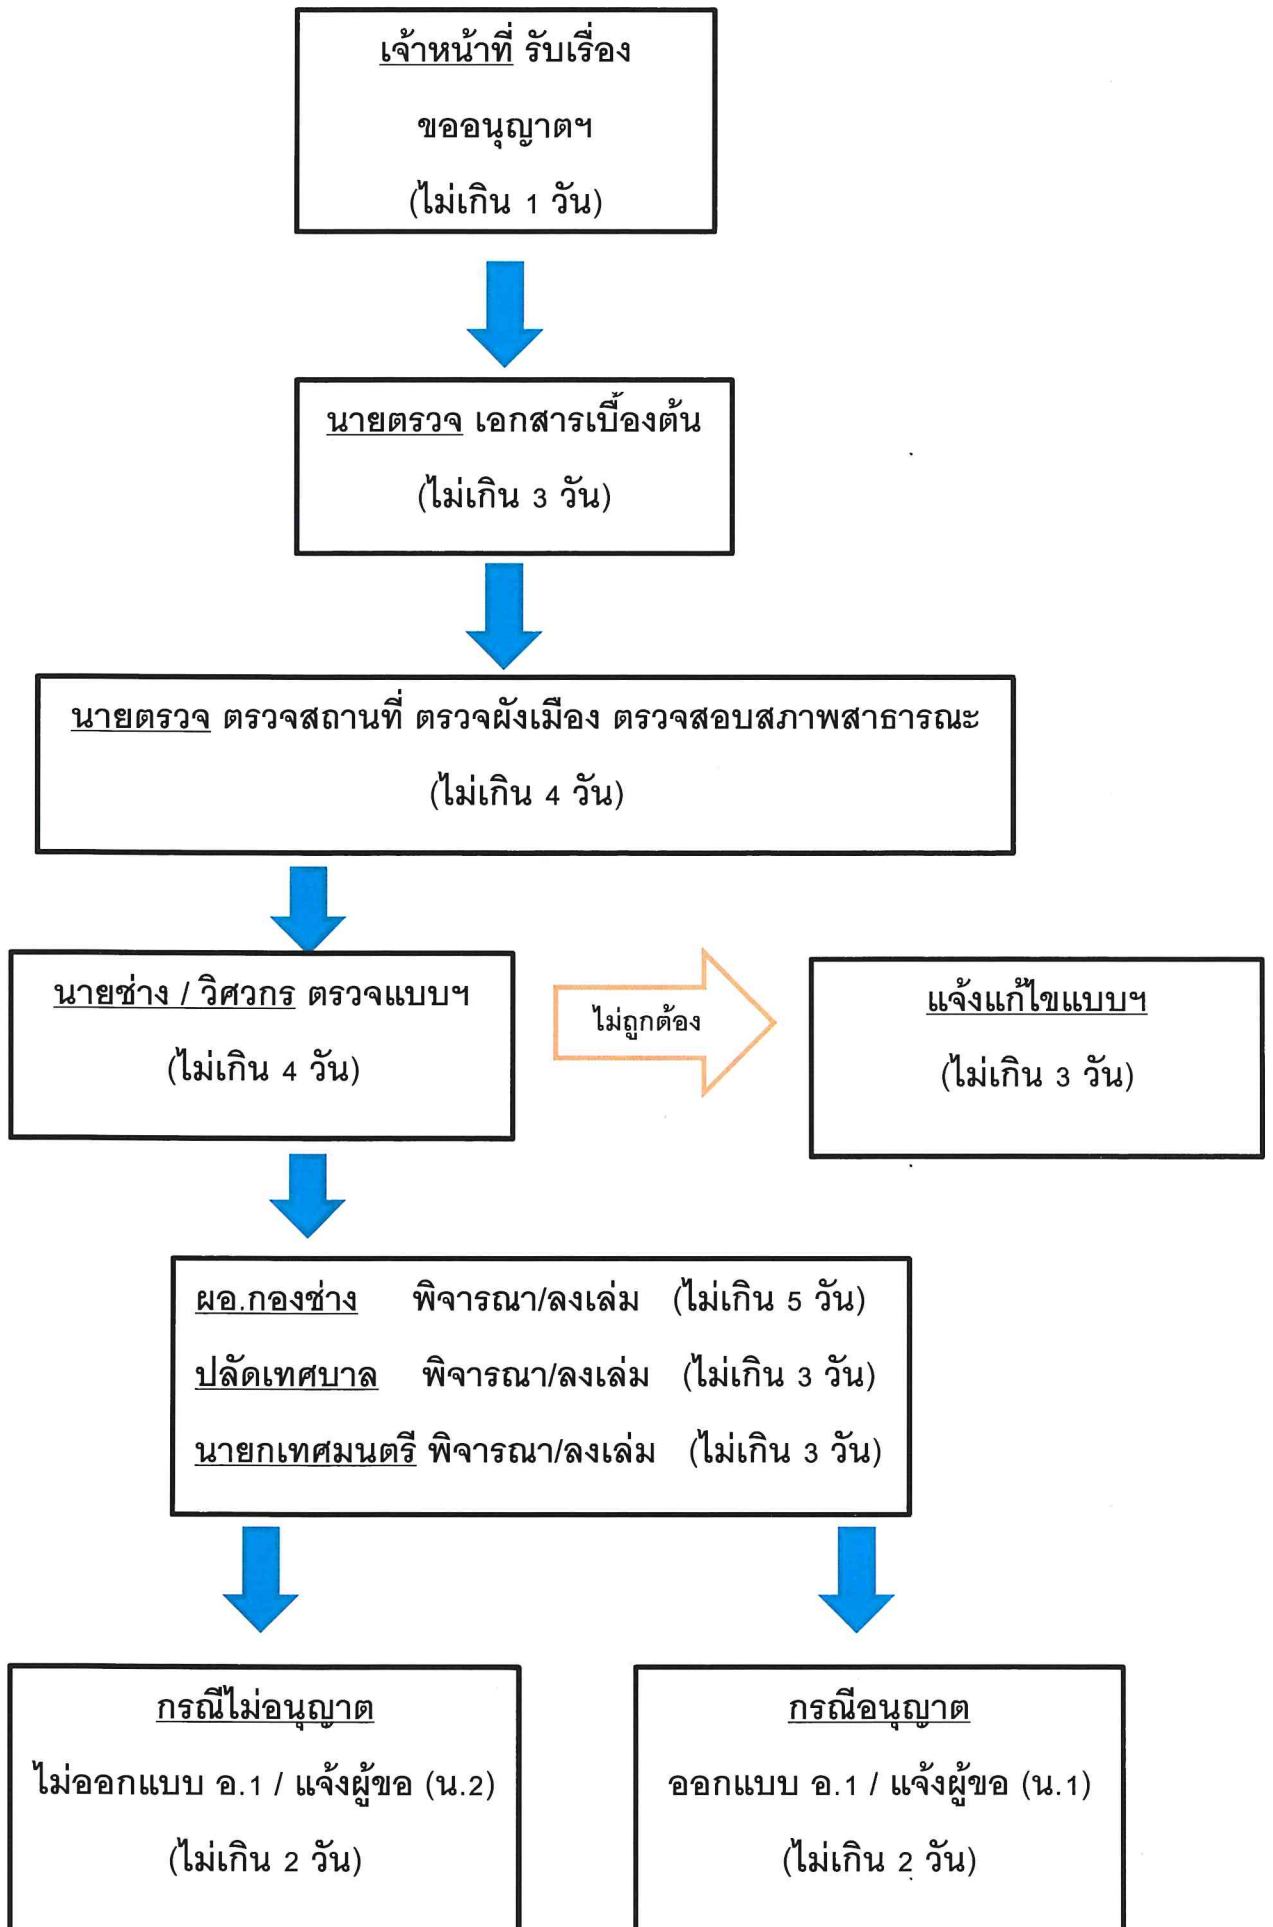 เจ้าหน้าที่ รับเรื่อง
ขออนุญาตฯ
(ไม่เกิน 1 วัน)
นายตรวจ เอกสารเบื้องต้น
(ไม่เกิน 3 วัน)
นายตรวจ ตรวจสถานที่ ตรวจผังเมือง ตรวจสอบสภาพสาธารณะ
(ไม่เกิน 4 วัน)
นายช่าง / วิศวกร ตรวจแบบฯ
(ไม่เกิน 4 วัน)
ไม่ถูกต้อง
แจ้งแก้ไขแบบฯ
(ไม่เกิน 3 วัน)
ผอ.กองช่าง พิจารณา/ลงเล่ม (ไม่เกิน 5 วัน)
ปลัดเทศบาล พิจารณา/ลงเล่ม (ไม่เกิน 3 วัน)
นายกเทศมนตรี พิจารณา/ลงเล่ม (ไม่เกิน 3 วัน)
กรณีไม่อนุญาต
ไม่ออกแบบ อ.1 / แจ้งผู้ขอ (น.2)
(ไม่เกิน 2 วัน)
กรณีอนุญาต
ออกแบบ อ.1 / แจ้งผู้ขอ (น.1)
(ไม่เกิน 2 วัน)